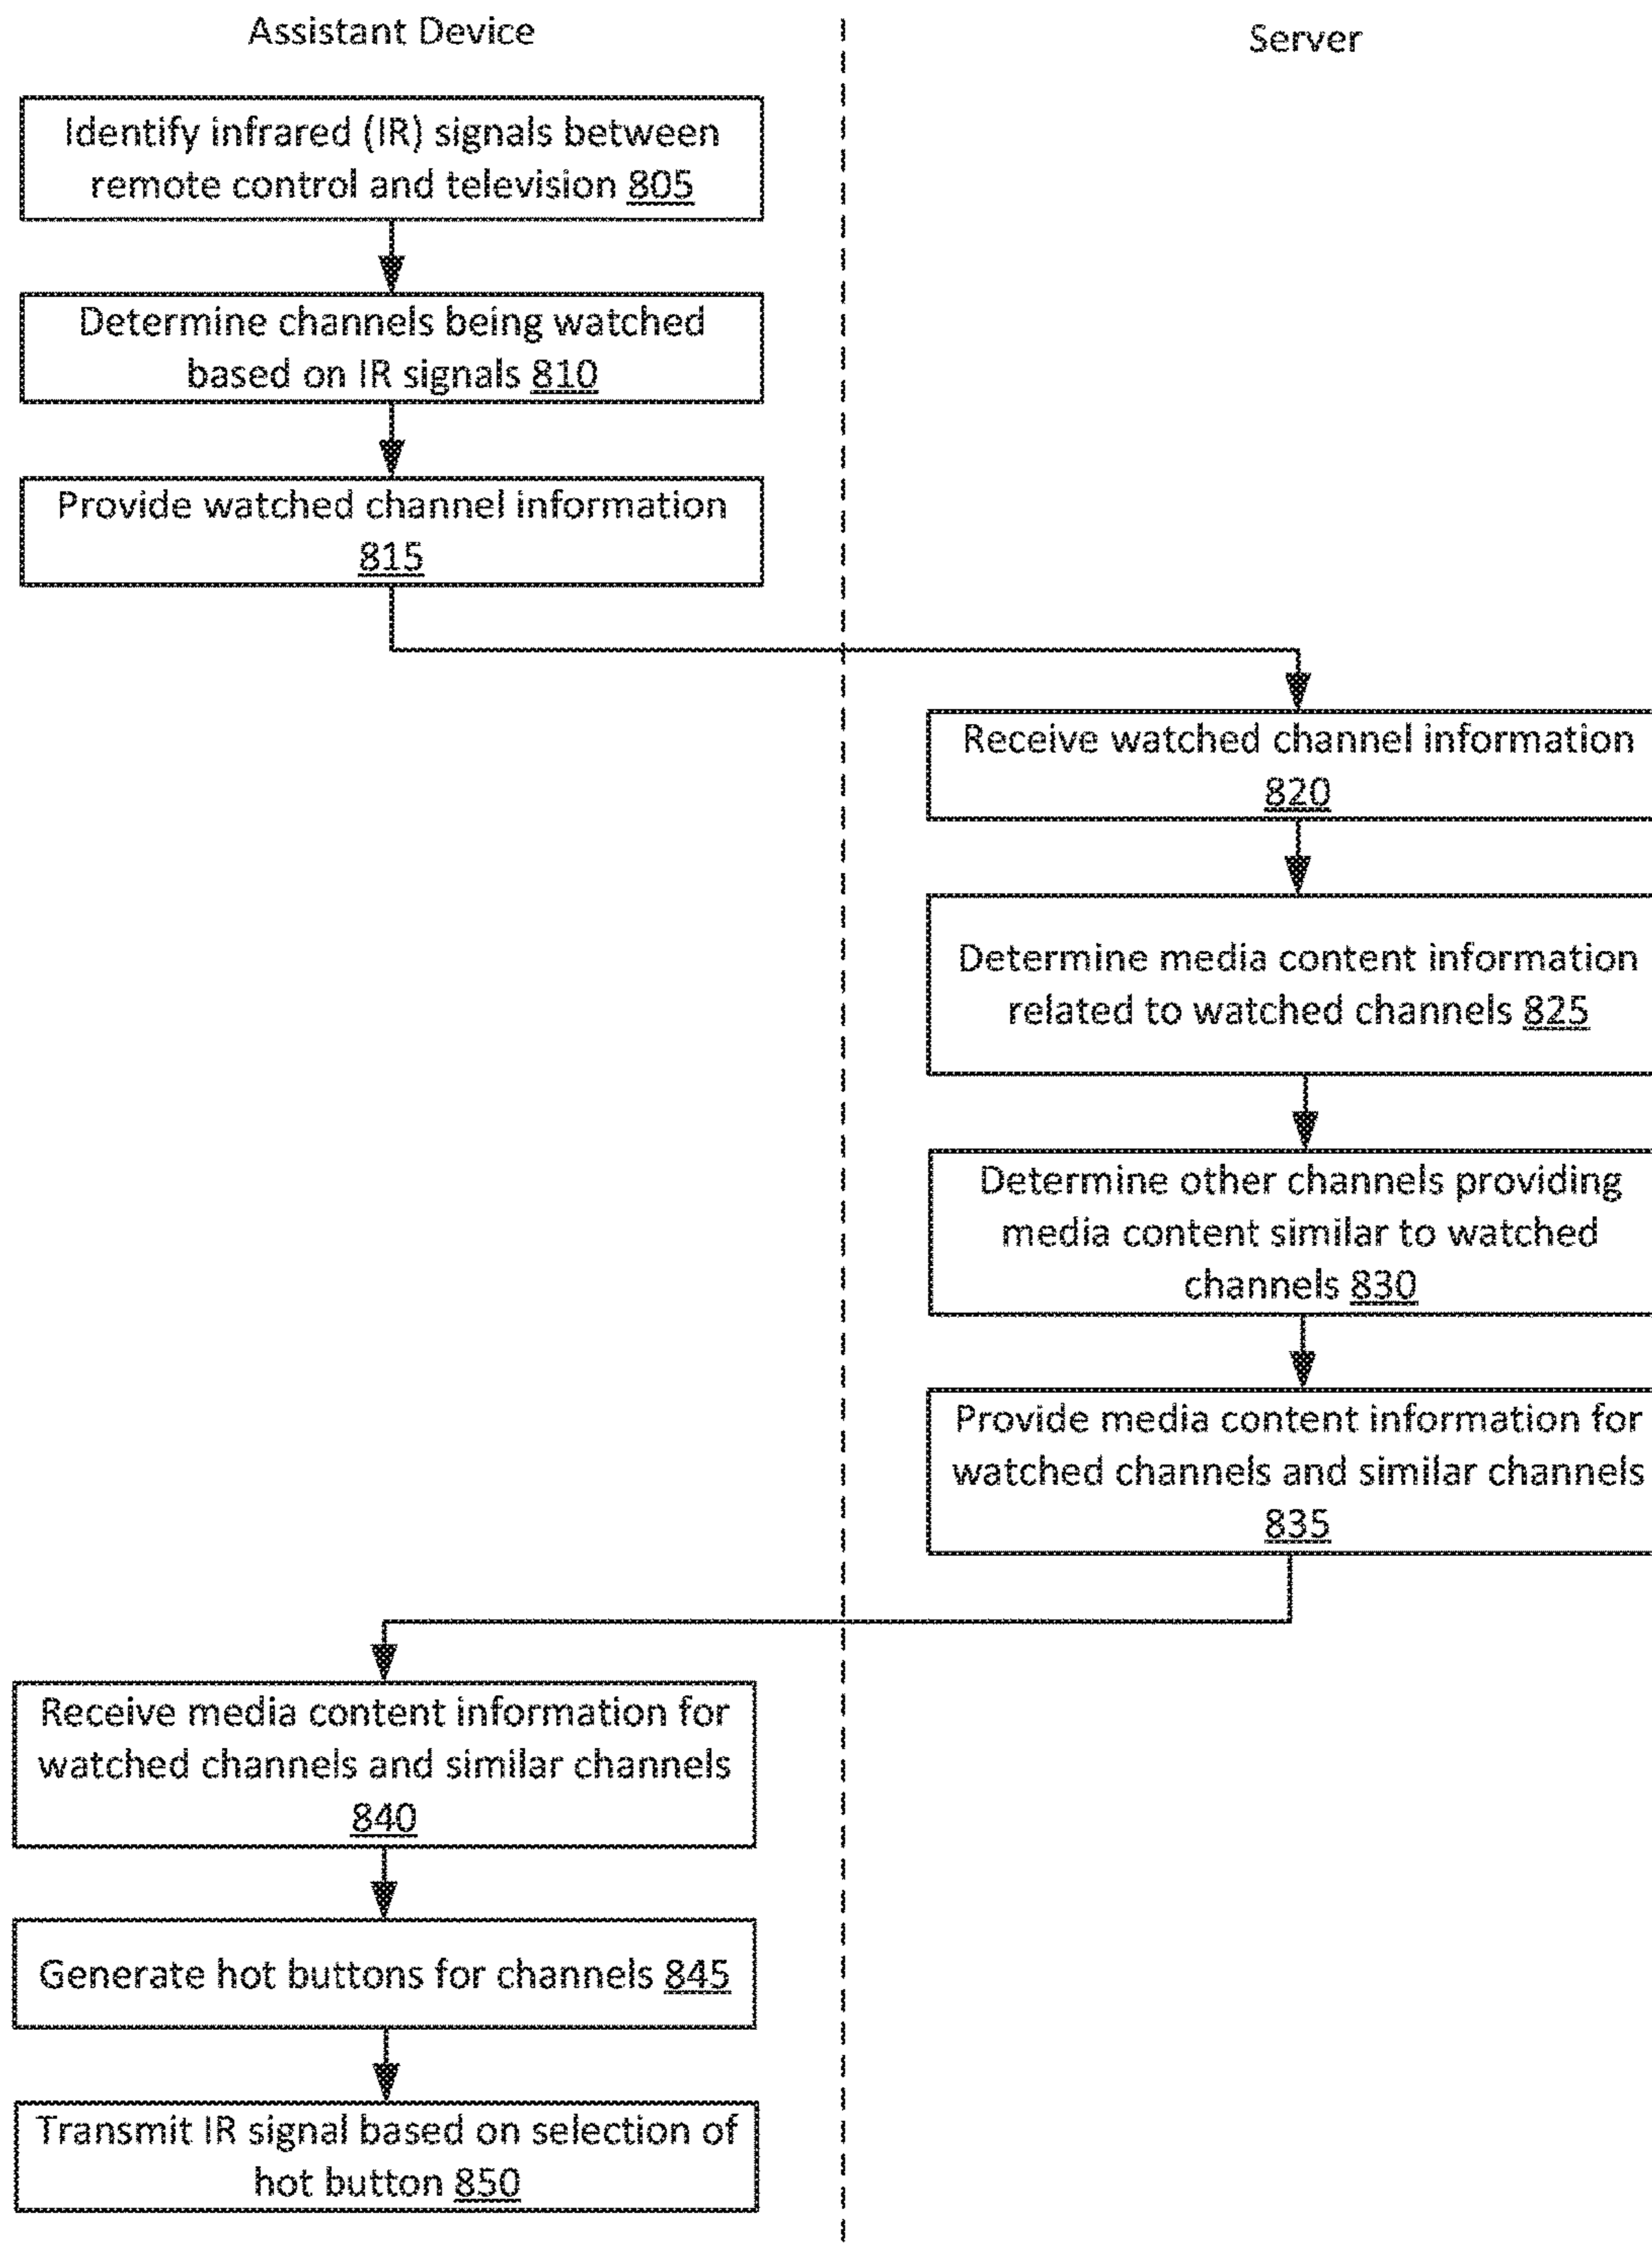 Assistant Device
Server
Identify infrared (IR) signals between
remote control and television 805
Determine channels being watched
based on IR signals 810
Provide watched channel information
815
Receive watched channel information
820
Determine media content information
related to watched channels 825
Determine other channels providing
media content similar to watched
channels 830
Provide media content information for
watched channels and similar channels
835
Receive media content information for
watched channels and similar channels
840
Generate hot buttons for channels 845
Transmit IR signal based on selection of
hot button 850